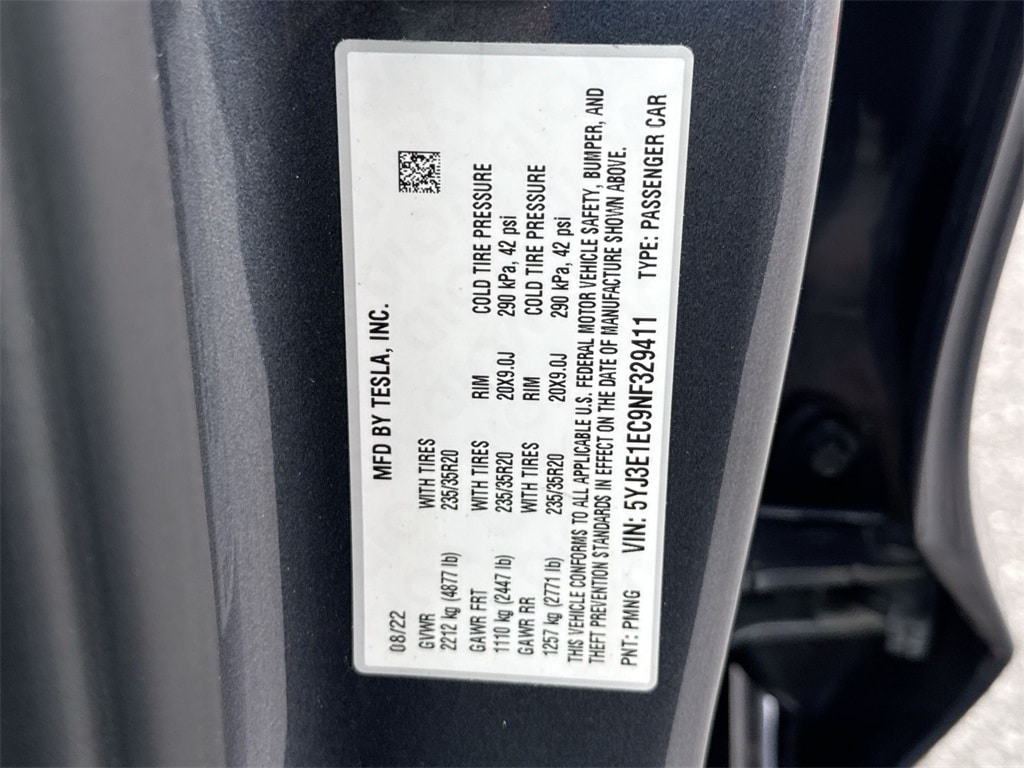 MFD BY TESLA, INC.
08/22
GVWR WITH TIRES
2212 kg (4877 lb) 235/35R20
GAWR FRT WITH TIRES RIM COLD TIRE PRESSURE
1110 kg (2447 lb) 235/35R20 20X9.0J 290 kPa, 42 psi
GAWR RR WITH TIRES RIM COLD TIRE PRESSURE
1257 kg (2771 lb) 235/35R20 20X9.0J 290 kPa, 42 psi
THIS VEHICLE CONFORMS TO ALL APPLICABLE U.S. FEDERAL MOTOR VEHICLE SAFETY, BUMPER, AND
THEFT PREVENTION STANDARDS IN EFFECT ON THE DATE OF MANUFACTURE SHOWN ABOVE.
PNT: PMNG VIN: 5YJ3E1EC9NF329411 TYPE: PASSENGER CAR